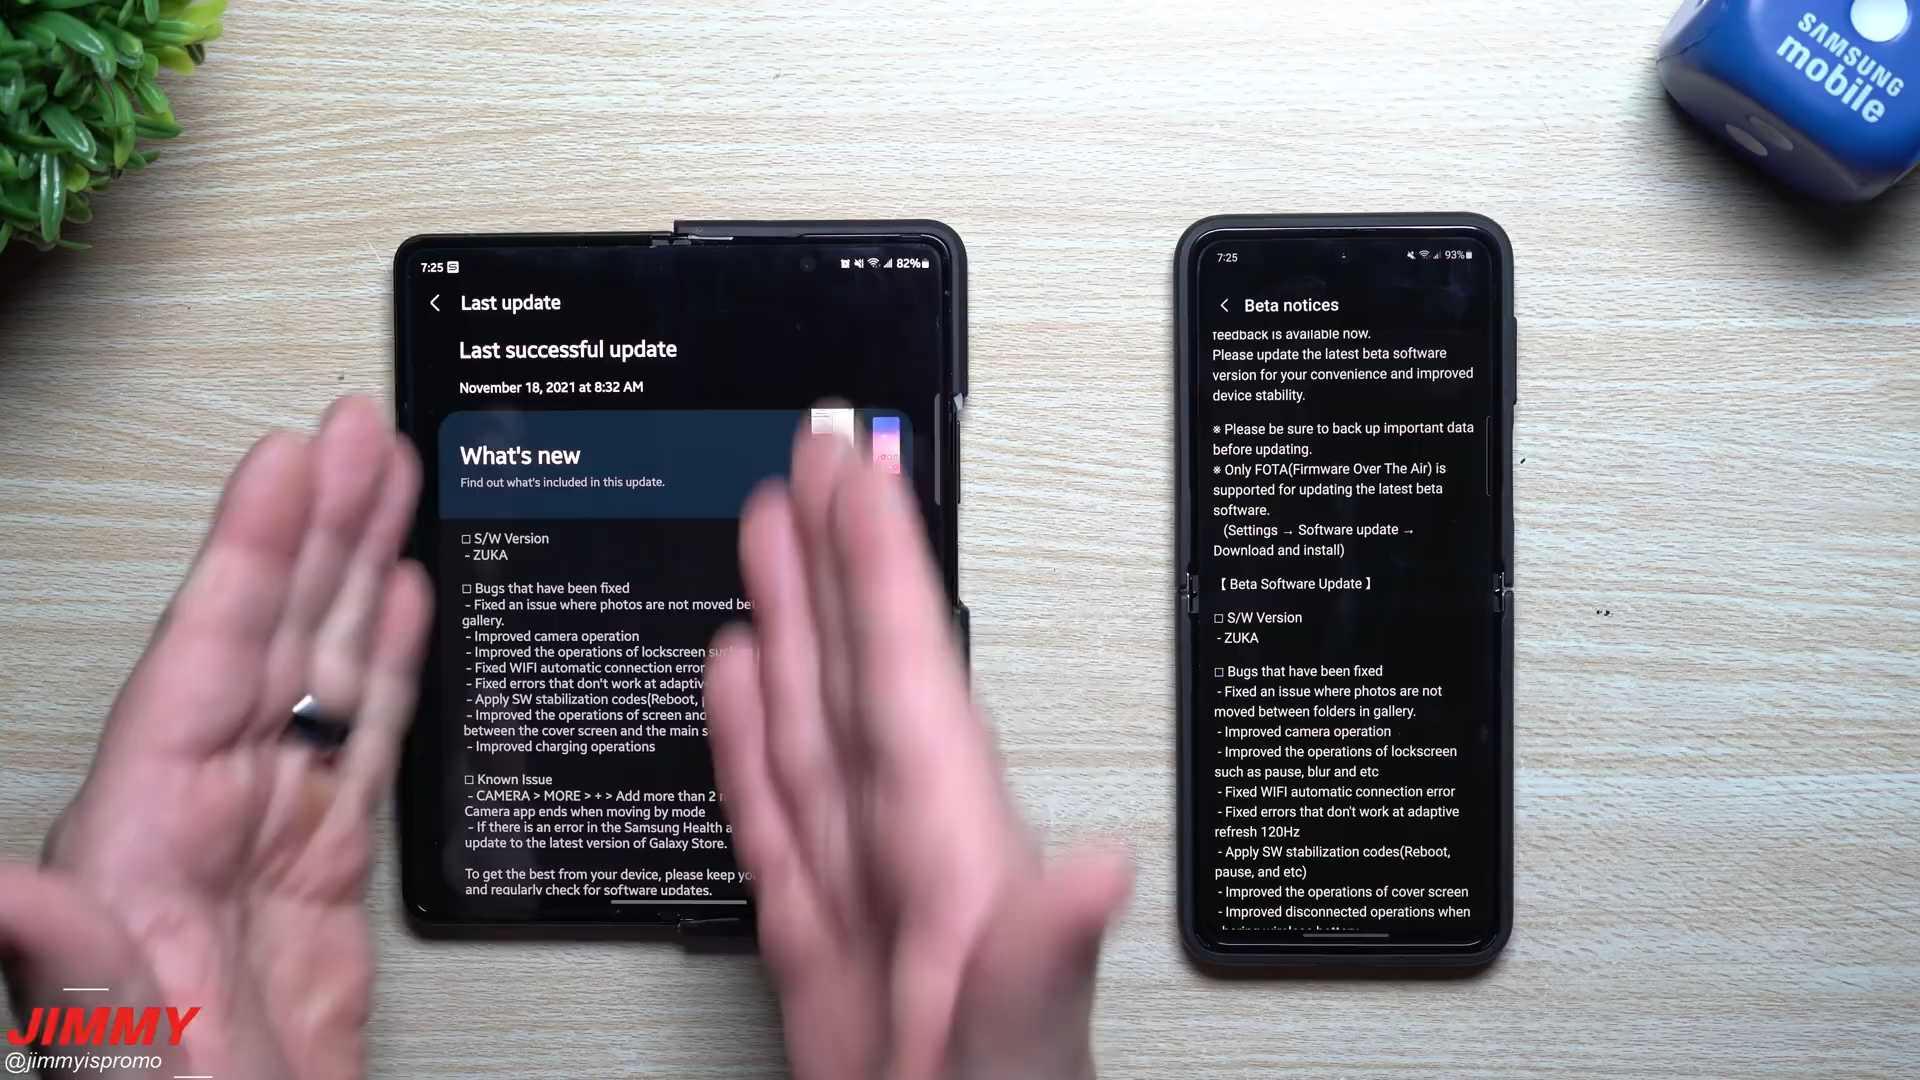 SAMSUNG
mobile
7:25
82%
Last update
Last successful update
November 18, 2021 at 8:32 AM
What's new
Find out what's included in this update.
□ S/W Version
- ZUKA
□ Bugs that have been fixed
- Fixed an issue where photos are not moved
gallery.
- Improved camera operation
- Improved the operations of lockscreen
- Fixed WIFI automatic connection error
- Fixed errors that don't work at adaptive
- Apply SW stabilization codes(Reboot,
- Improved the operations of screen and
between the cover screen and the main
- Improved charging operations
□ Known Issue
- CAMERA > MORE > + > Add more than 2
Camera app ends when moving by mode
- If there is an error in the Samsung Health
update to the latest version of Galaxy Store.
To get the best from your device, please keep
and regularly check for software updates.
7:25
93%
Beta notices
feedback is available now.
Please update the latest beta software
version for your convenience and improved
device stability.
※ Please be sure to back up important data
before updating.
※ Only FOTA(Firmware Over The Air) is
supported for updating the latest beta
software.
(Settings → Software update →
Download and install)
【 Beta Software Update 】
□ S/W Version
- ZUKA
□ Bugs that have been fixed
- Fixed an issue where photos are not
moved between folders in gallery.
- Improved camera operation
- Improved the operations of lockscreen
such as pause, blur and etc
- Fixed WIFI automatic connection error
- Fixed errors that don't work at adaptive
refresh 120Hz
- Apply SW stabilization codes(Reboot,
pause, and etc)
- Improved the operations of cover screen
- Improved disconnected operations when
JIMMY
@jimmyispromo